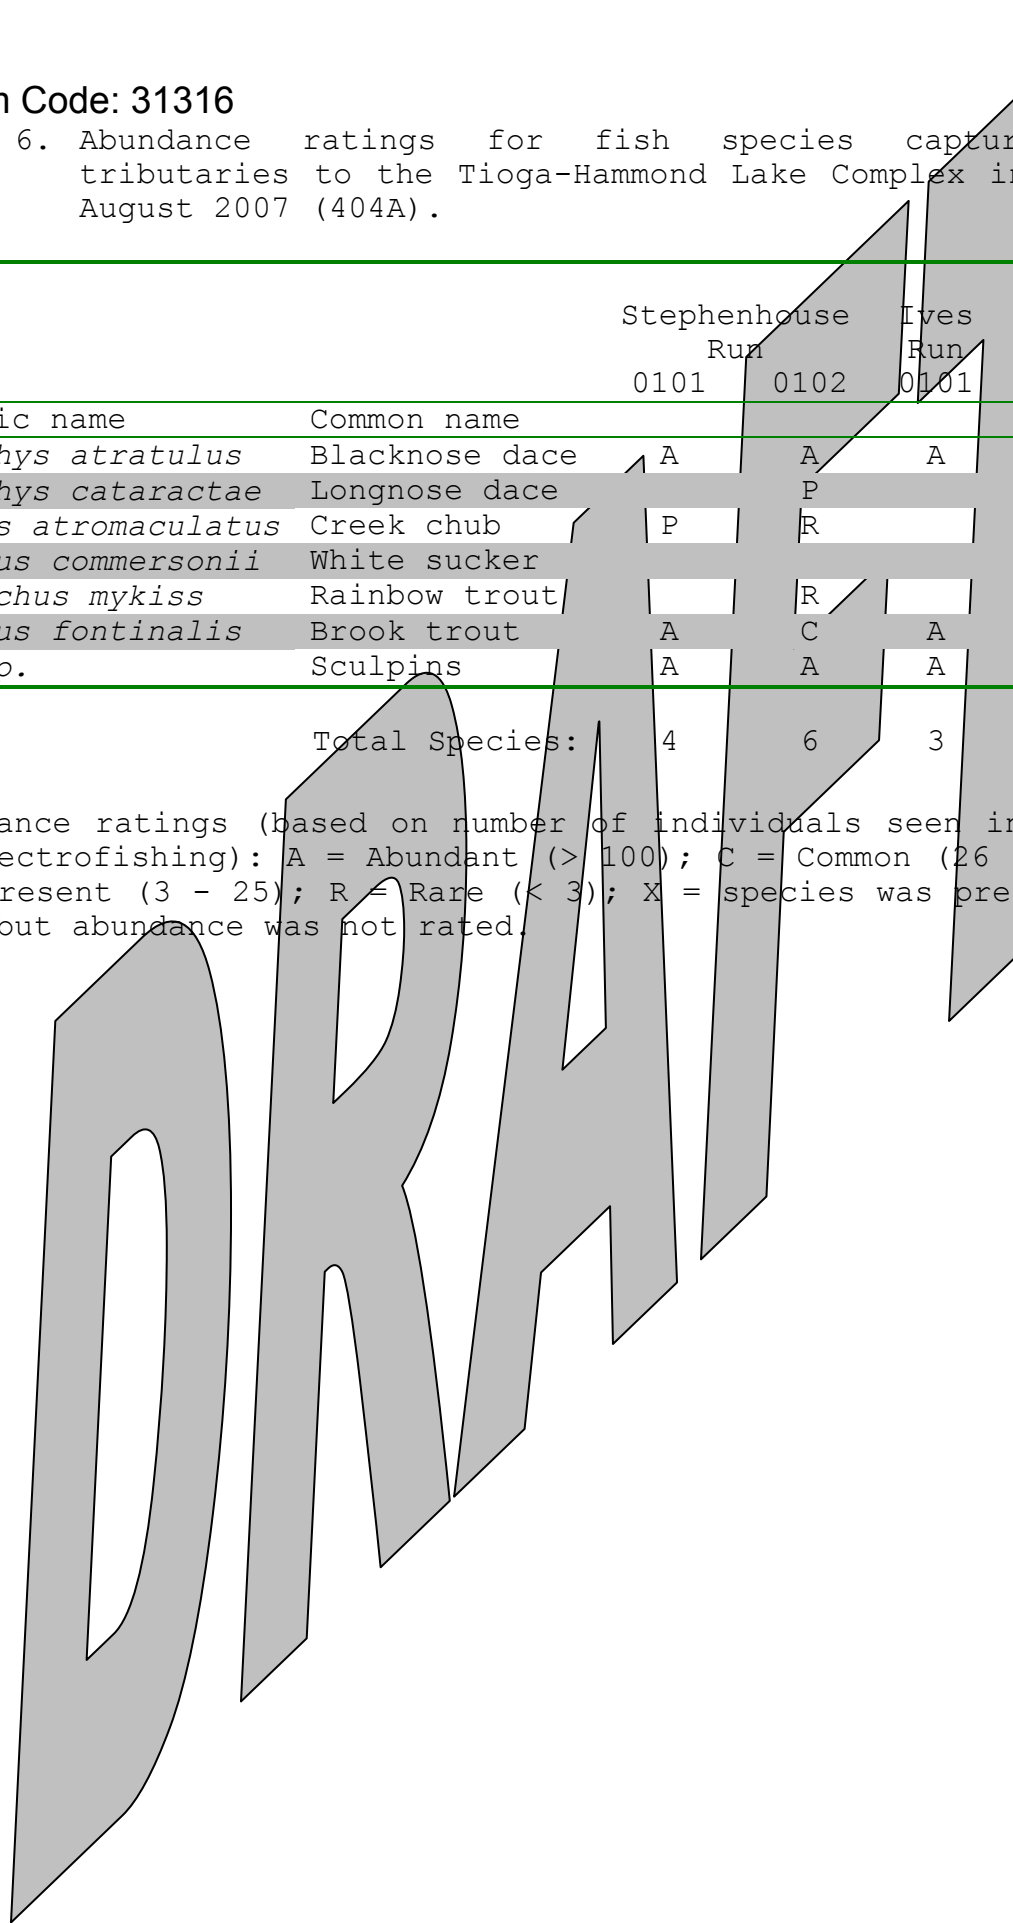 Code: 31316
6. Abundance ratings for fish species
tributaries to the Tioga-Hammond Lake Complex
August 2007 (404A).
Stephenhouse Ives
Run Run
0101 0102 0101
ic name Common name
hys atratulus Blacknose dace A A A
hys cataractae Longnose dace P
s atromaculatus Creek chub P R
us commersonii White sucker
chus mykiss Rainbow trout R
us fontinalis Brook trout A C A
Sculpins A A A
Total Species: 4 6 3
ance ratings (based on number of individuals seen in
ectrofishing): A = Abundant (> 100); C = Common (26
resent (3 - 25); R = Rare (< 3); X = species was pre
out abundance was not rated.
DRAFT